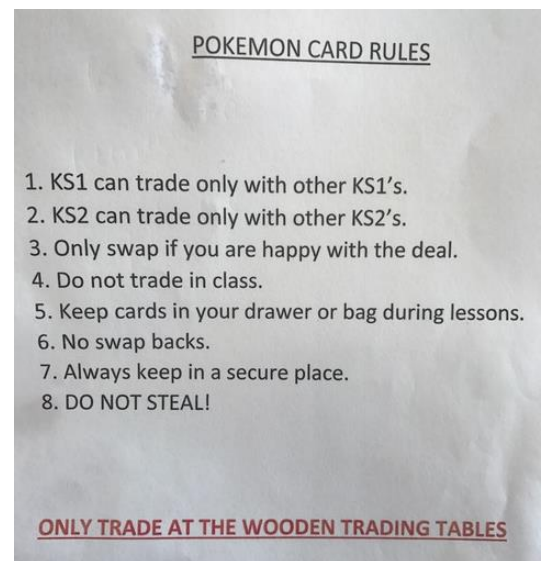 POKEMON CARD RULES
1. KS1 can trade only with other KS1's.
2. KS2 can trade only with other KS2's.
3. Only swap if you are happy with the deal.
4. Do not trade in class.
5. Keep cards in your drawer or bag during lessons.
6. No swap backs.
7. Always keep in a secure place.
8. DO NOT STEAL!
ONLY TRADE AT THE WOODEN TRADING TABLES